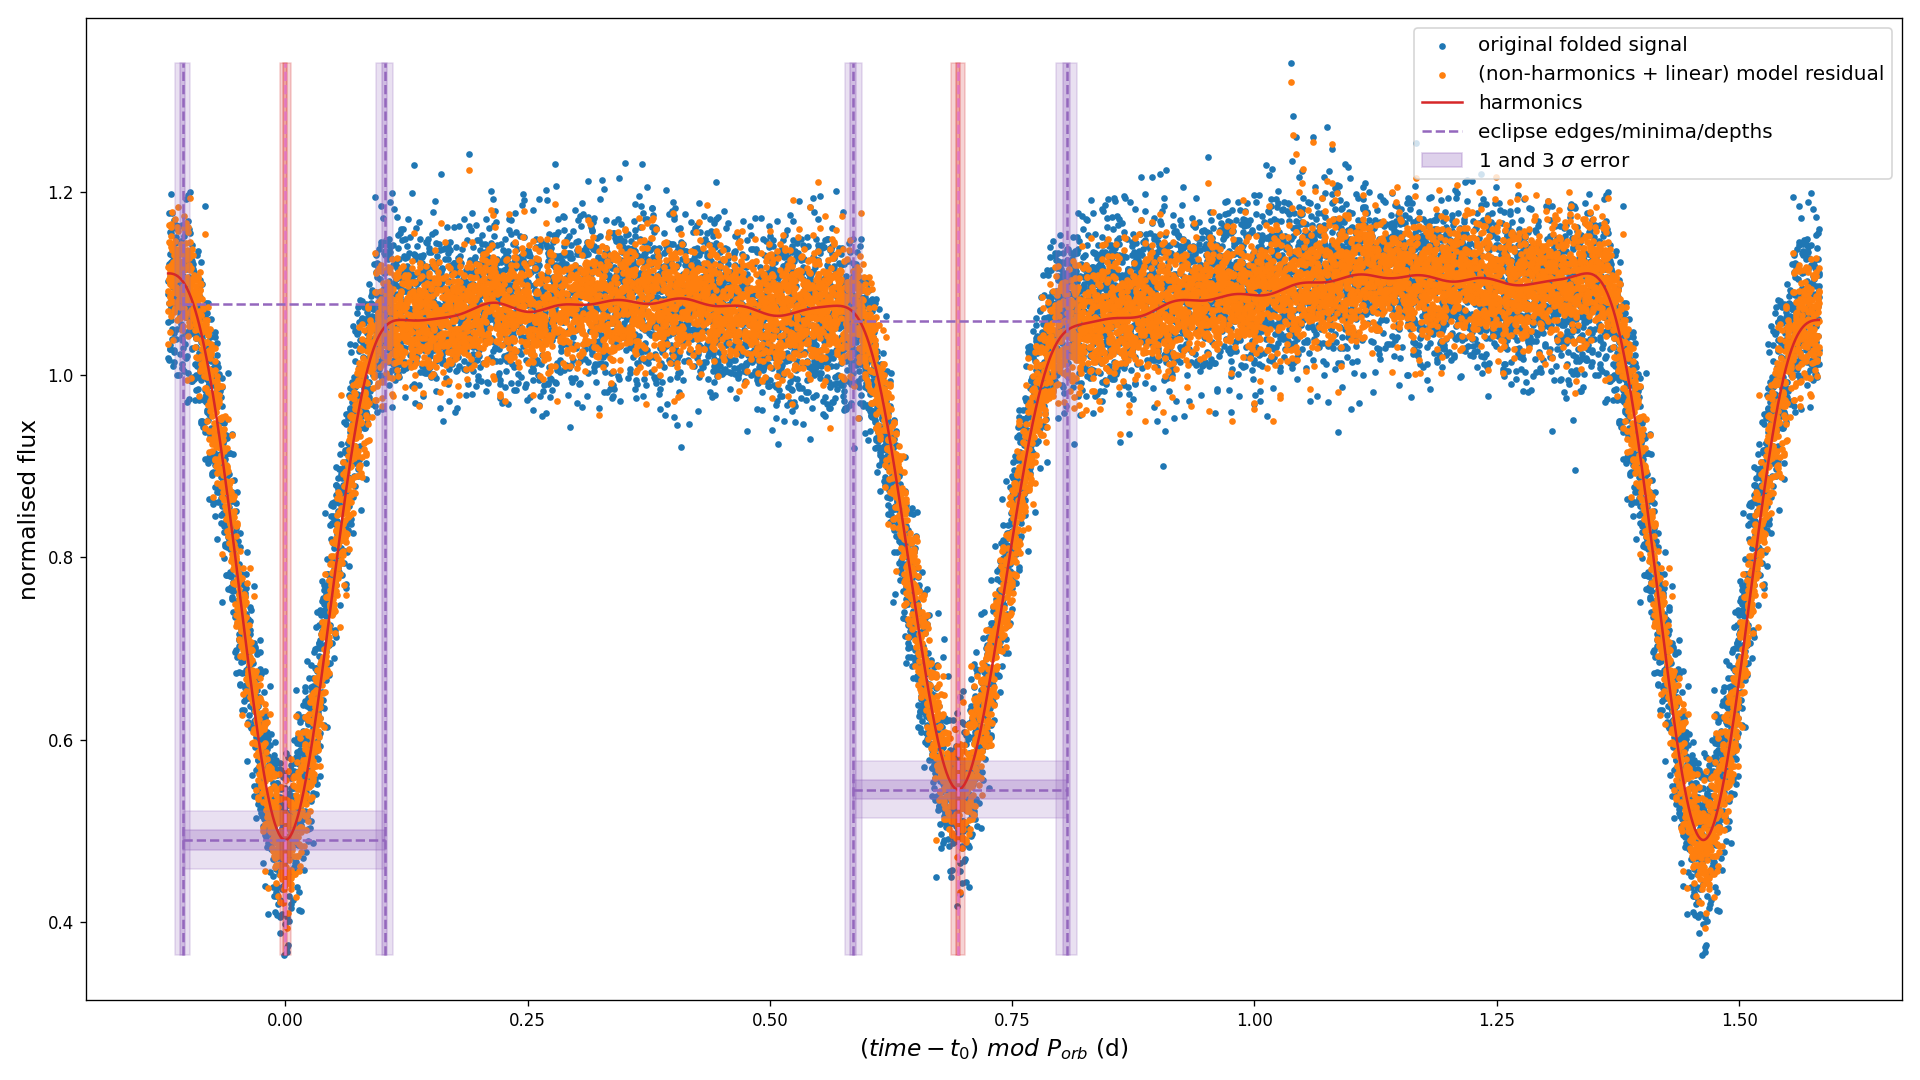 original folded signal
(non-harmonics + linear) model residual
harmonics
eclipse edges/minima/depths
1 and 3 σ error
normalised flux
1.2
1.0
0.8
0.6
0.4
0.00 0.25 0.50 0.75 1.00 1.25 1.50
(time − t₀) mod Pₒᵣb (d)